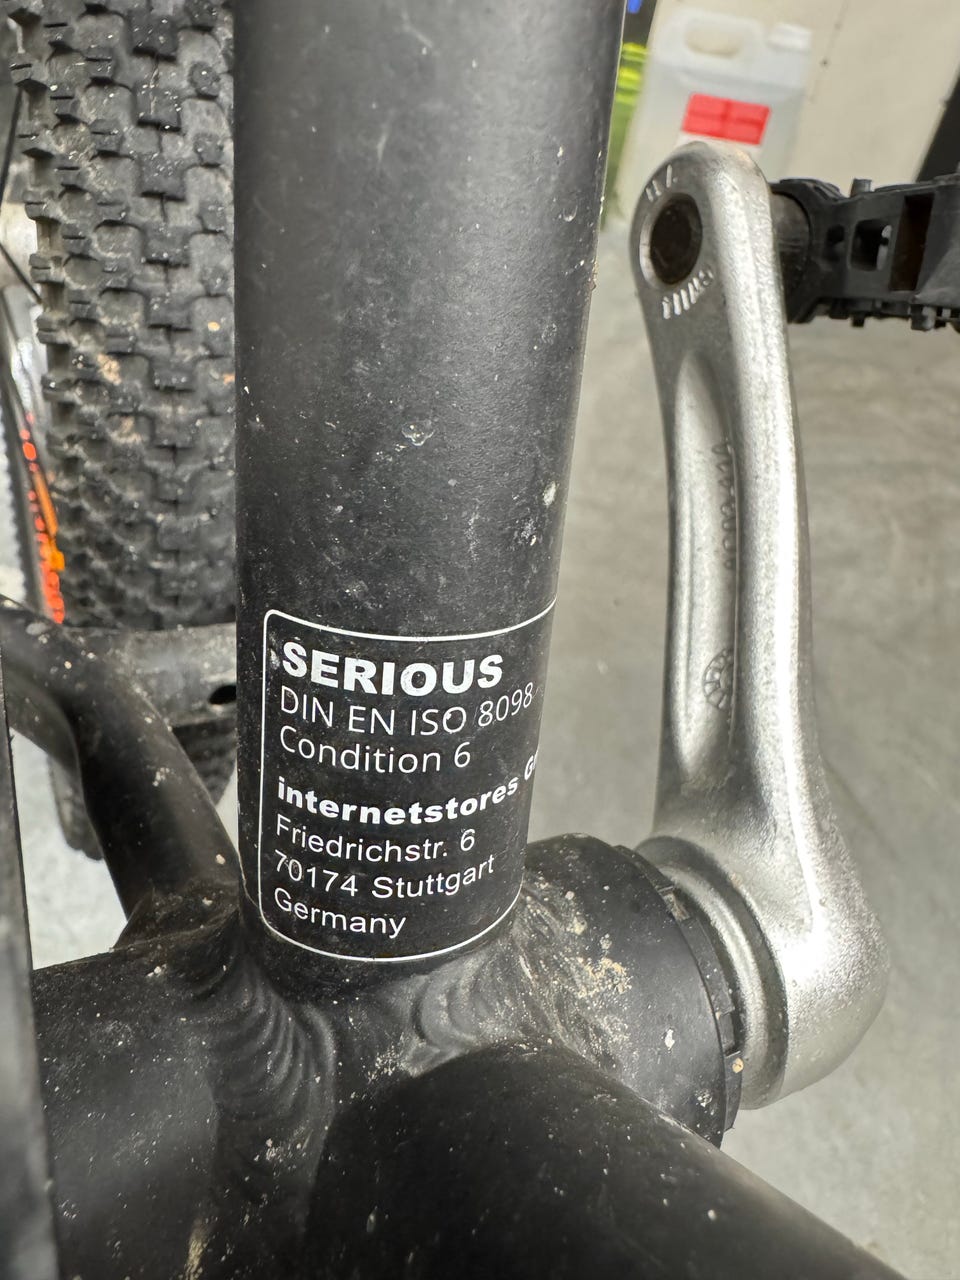 SERIOUS
DIN EN ISO 8098
Condition 6
internetstores
Friedrichstr. 6
70174 Stuttgart
Germany